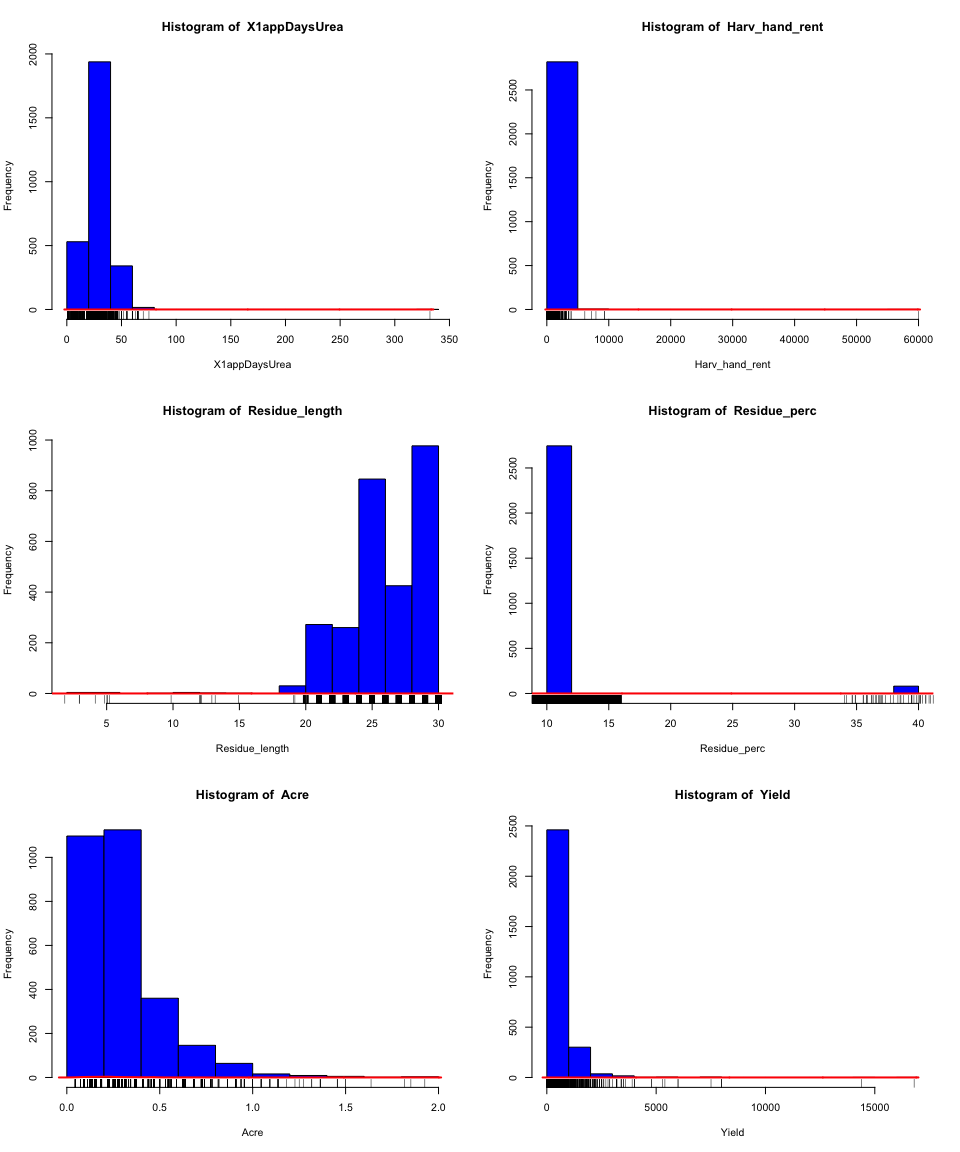 Histogram of X1appDaysUrea
Frequency
0 500 1000 1500 2000
0 50 100 150 200 250 300 350
X1appDaysUrea
Histogram of Harv_hand_rent
Frequency
0 500 1000 1500 2000 2500
0 10000 20000 30000 40000 50000 60000
Harv_hand_rent
Histogram of Residue_length
Frequency
0 200 400 600 800 1000
5 10 15 20 25 30
Residue_length
Histogram of Residue_perc
Frequency
0 500 1000 1500 2000 2500
10 15 20 25 30 35 40
Residue_perc
Histogram of Acre
Frequency
0 200 400 600 800 1000
0.0 0.5 1.0 1.5 2.0
Acre
Histogram of Yield
Frequency
0 500 1000 1500 2000 2500
0 5000 10000 15000
Yield